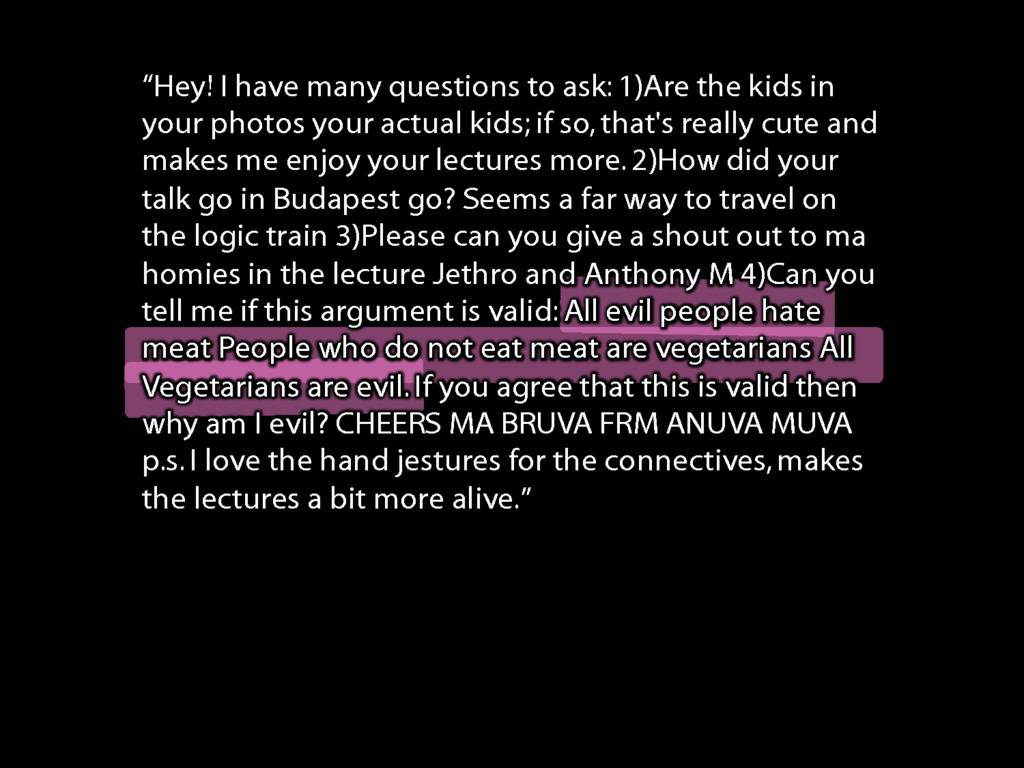 “Hey! I have many questions to ask: 1)Are the kids in
your photos your actual kids; if so, that's really cute and
makes me enjoy your lectures more. 2)How did your
talk go in Budapest go? Seems a far way to travel on
the logic train 3)Please can you give a shout out to ma
homies in the lecture Jethro and Anthony M 4)Can you
tell me if this argument is valid: All evil people hate
meat People who do not eat meat are vegetarians All
Vegetarians are evil. If you agree that this is valid then
why am I evil? CHEERS MA BRUVA FRM ANUVA MUVA
p.s. I love the hand jestures for the connectives, makes
the lectures a bit more alive.”